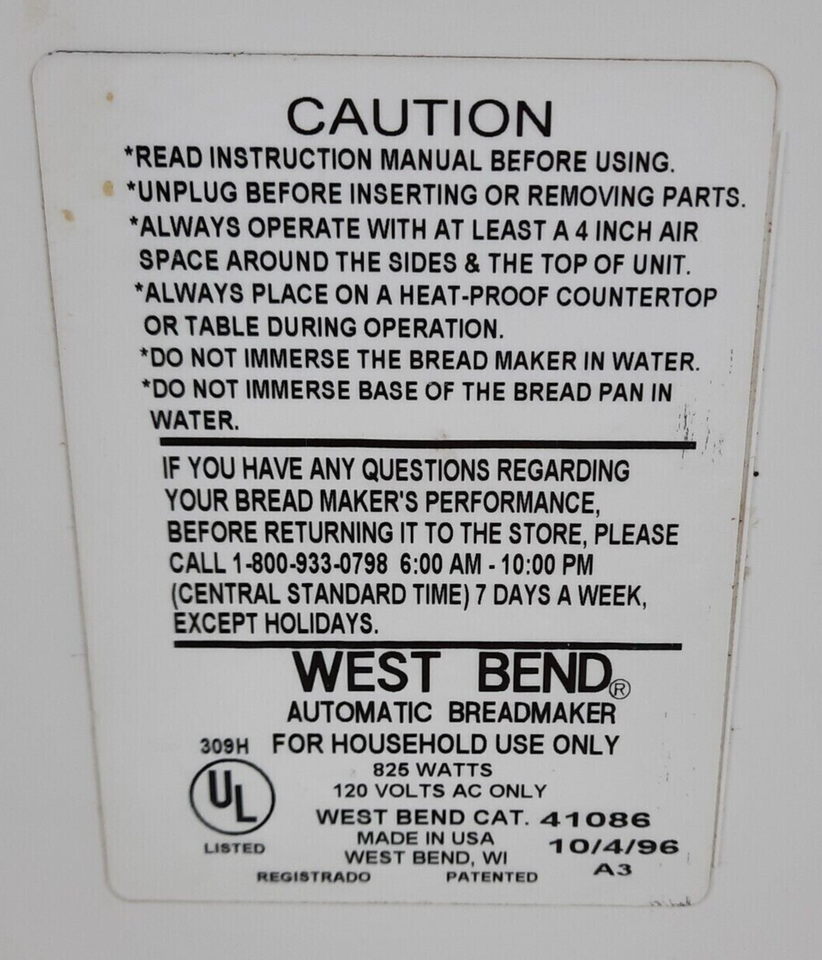 CAUTION
*READ INSTRUCTION MANUAL BEFORE USING.
*UNPLUG BEFORE INSERTING OR REMOVING PARTS.
*ALWAYS OPERATE WITH AT LEAST A 4 INCH AIR
SPACE AROUND THE SIDES & THE TOP OF UNIT.
*ALWAYS PLACE ON A HEAT-PROOF COUNTERTOP
OR TABLE DURING OPERATION.
*DO NOT IMMERSE THE BREAD MAKER IN WATER.
*DO NOT IMMERSE BASE OF THE BREAD PAN IN
WATER.
IF YOU HAVE ANY QUESTIONS REGARDING
YOUR BREAD MAKER'S PERFORMANCE,
BEFORE RETURNING IT TO THE STORE, PLEASE
CALL 1-800-933-0798 6:00 AM - 10:00 PM
(CENTRAL STANDARD TIME) 7 DAYS A WEEK,
EXCEPT HOLIDAYS.
WEST BEND®
AUTOMATIC BREADMAKER
309H FOR HOUSEHOLD USE ONLY
UL
LISTED
825 WATTS
120 VOLTS AC ONLY
WEST BEND CAT. 41086
MADE IN USA 10/4/96
WEST BEND, WI A3
REGISTRADO PATENTED